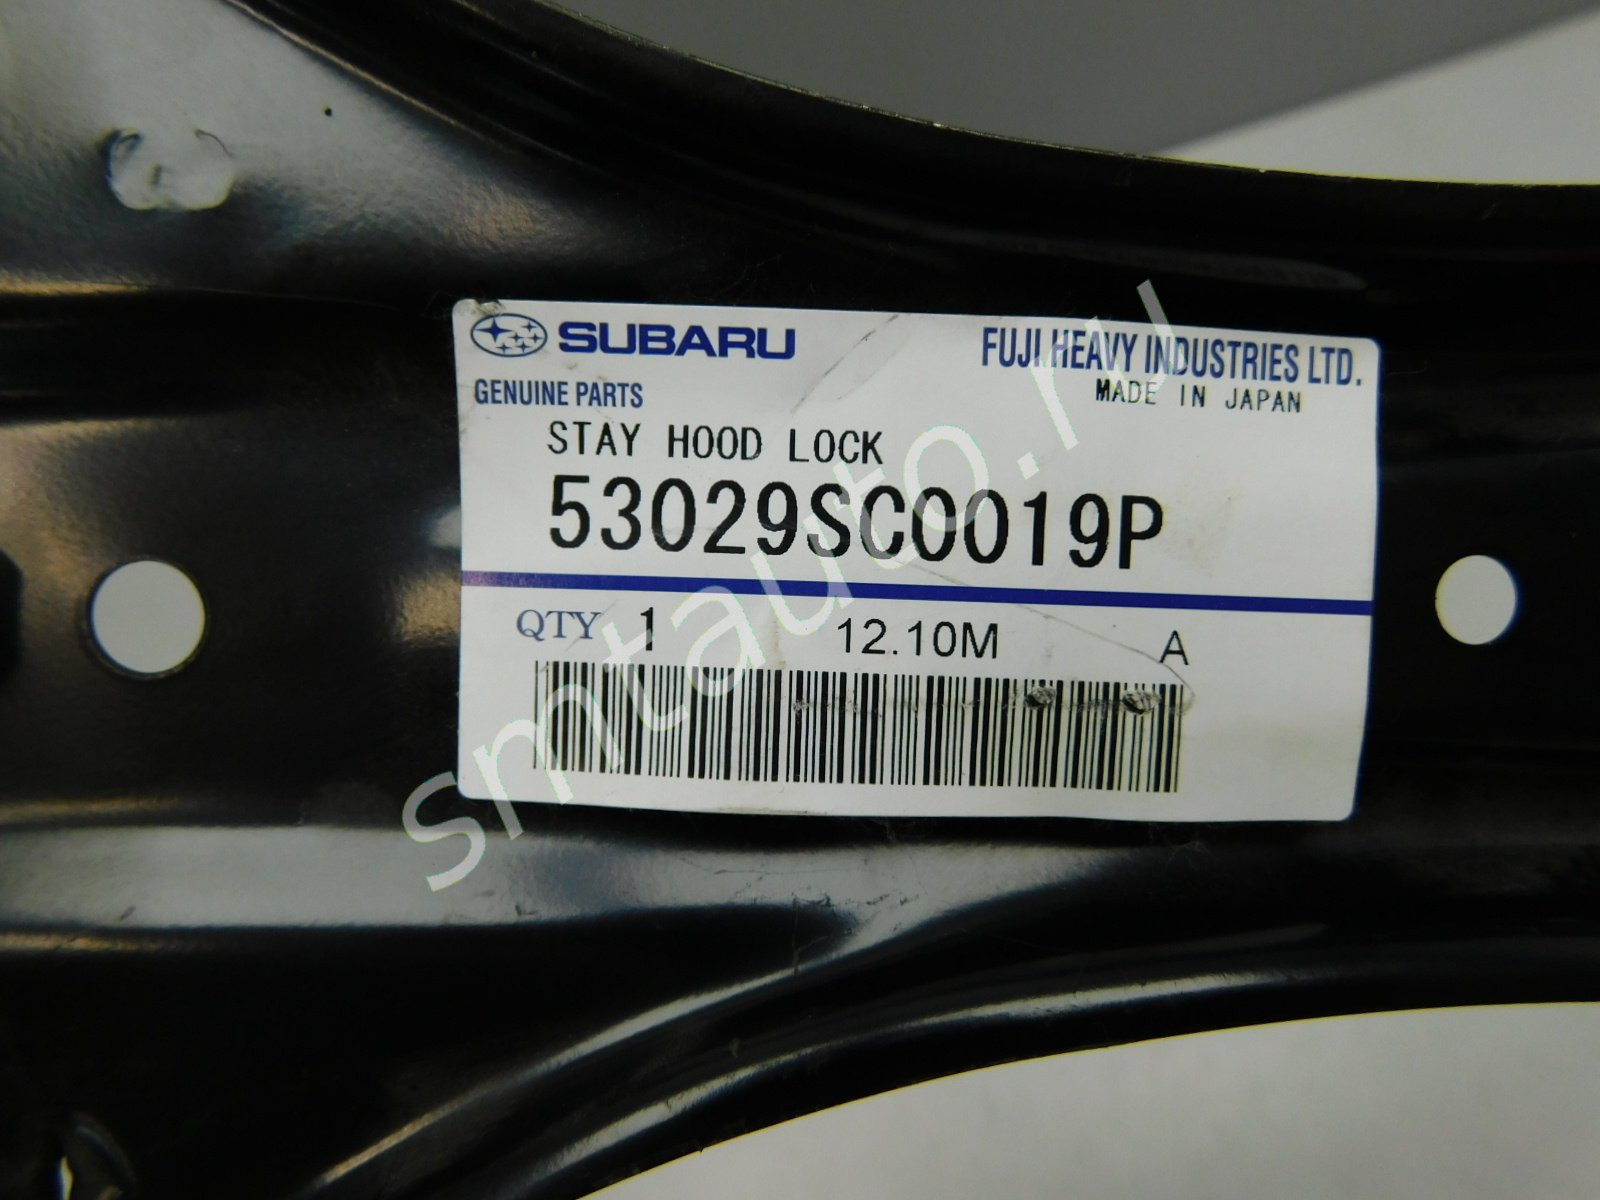 SUBARU
FUJI HEAVY INDUSTRIES LTD.
GENUINE PARTS
MADE IN JAPAN
STAY HOOD LOCK
53029SC0019P
QTY 1 12.10M A
smtauto.ru